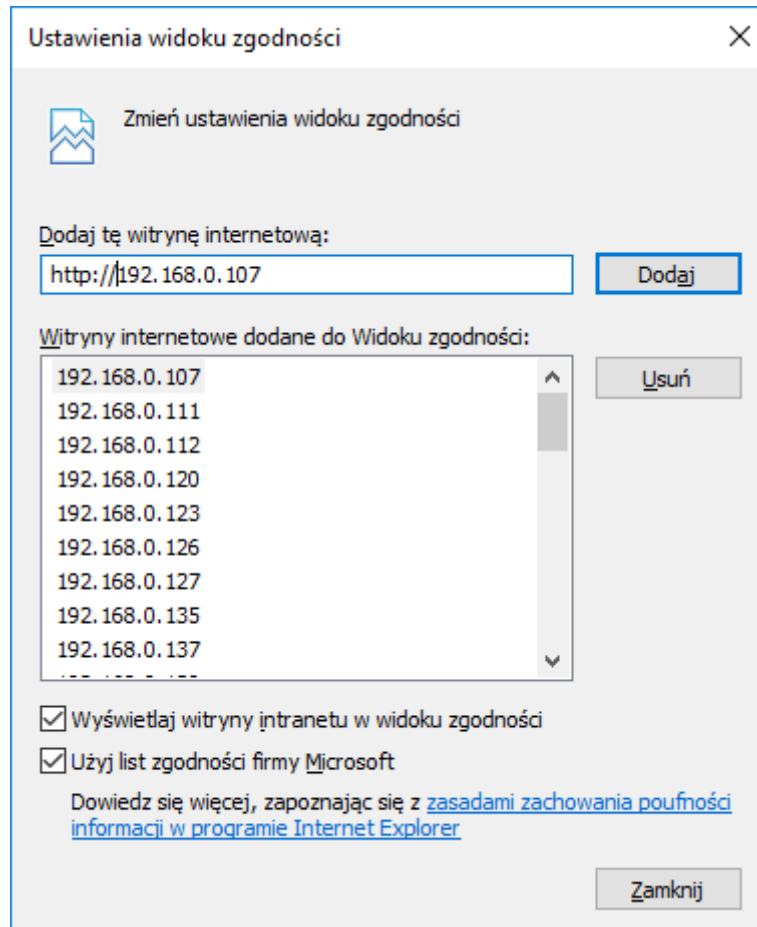 Ustawienia widoku zgodności
Zmień ustawienia widoku zgodności
Dodaj tę witrynę internetową:
http://192.168.0.107
Dodaj
Witryny internetowe dodane do Widoku zgodności:
192.168.0.107
Usuń
192.168.0.111
192.168.0.112
192.168.0.120
192.168.0.123
192.168.0.126
192.168.0.127
192.168.0.135
192.168.0.137
Wyświetlaj witryny intranetu w widoku zgodności
Użyj list zgodności firmy Microsoft
Dowiedz się więcej, zapoznając się z zasadami zachowania poufności
informacji w programie Internet Explorer
Zamknij